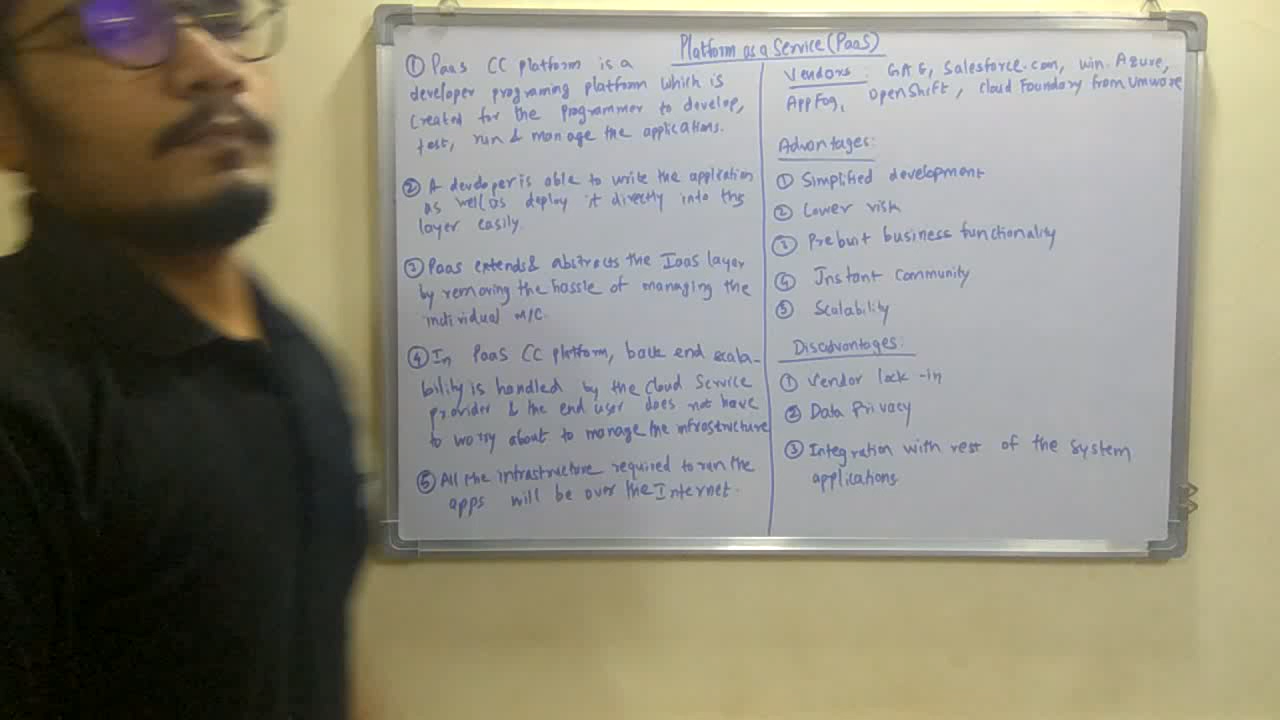 Platform as a Service (PaaS)
① PaaS CC platform is a
developer programing platform which is
created for the programmer to develop,
test, run & manage the applications.
② A developer is able to write the application
as well as deploy it directly into this
layer easily.
③ PaaS extends & abstracts the IaaS layer
by removing the hassle of managing the
individual M/C.
④ In PaaS CC platform, back end scala-
bility is handled by the cloud service
provider & the end user does not have
to worry about to manage the infrastructure
⑤ All the infrastructure required to run the
apps will be over the Internet.
Vendors: GAE, Salesforce.com, win. Azure,
AppFog, OpenShift, Cloud Foundary from VMware
Advantages:
① Simplified development
② Lower risk
③ Prebuilt business functionality
④ Instant community
⑤ Scalability
Disadvantages:
① Vendor lock-in
② Data Privacy
③ Integration with rest of the system
applications